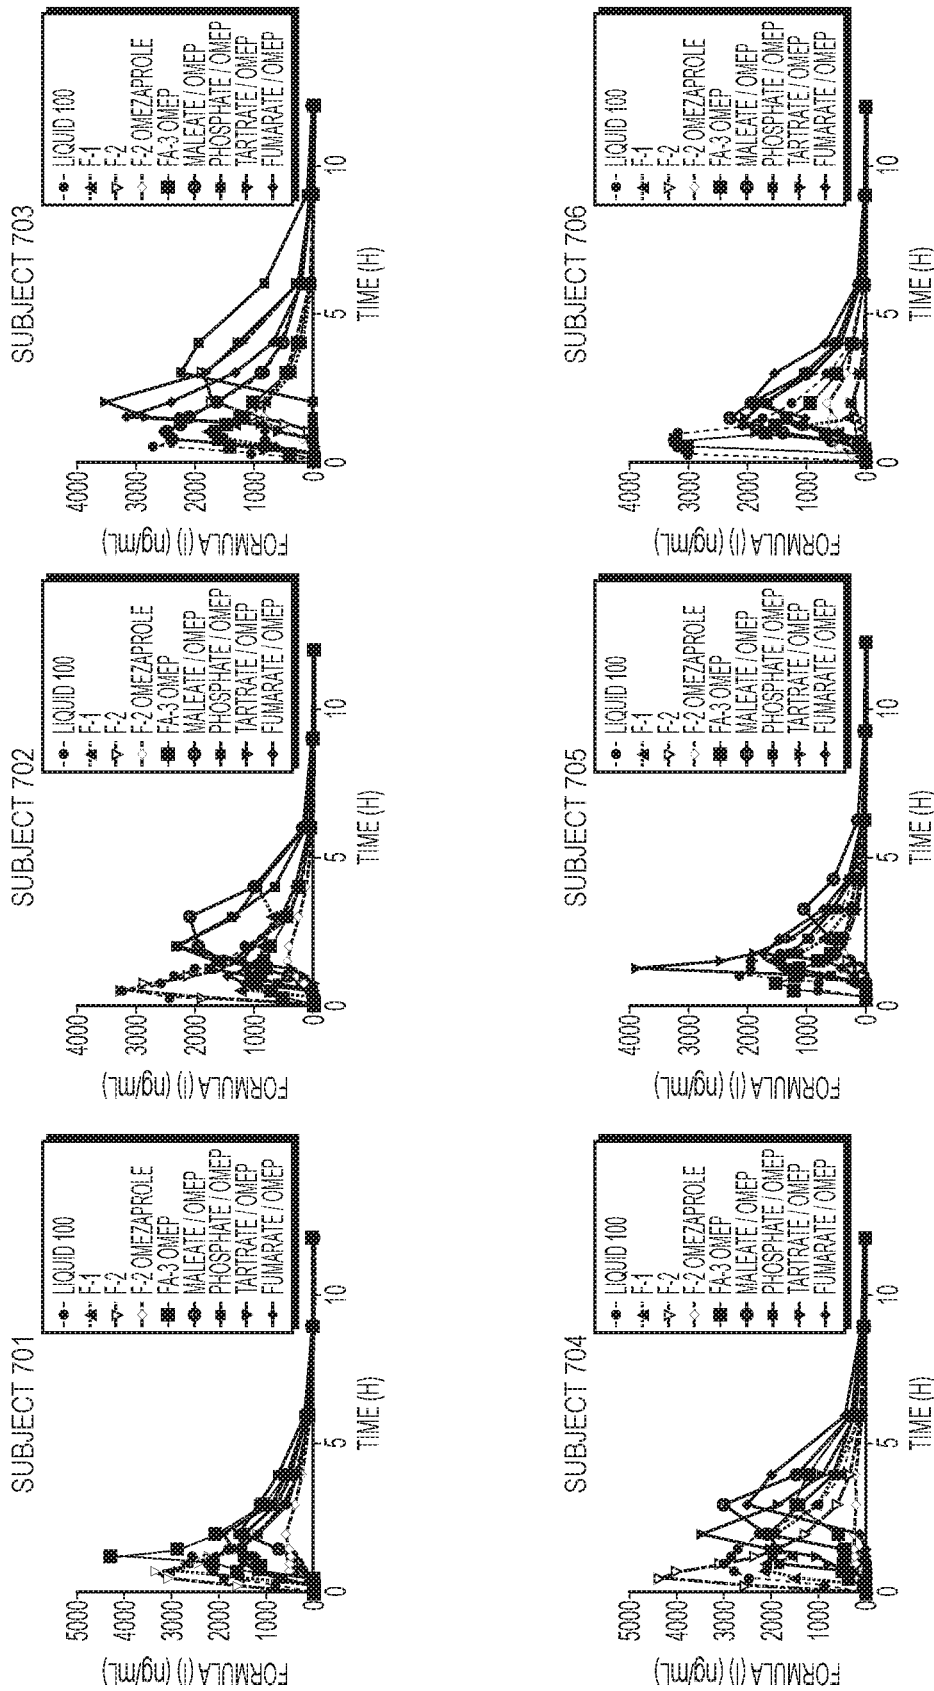 SUBJECT 701
FORMULA (I) (ng/mL)
5000
4000
3000
2000
1000
0
LIQUID 100
F-1
F-2
F-2 OMEZAPROLE
FA-3 OMEP
MALEATE / OMEP
PHOSPHATE / OMEP
TARTRATE / OMEP
FUMARATE / OMEP
0 5 10
TIME (H)
SUBJECT 702
FORMULA (I) (ng/mL)
4000
3000
2000
1000
0
LIQUID 100
F-1
F-2
F-2 OMEZAPROLE
FA-3 OMEP
MALEATE / OMEP
PHOSPHATE / OMEP
TARTRATE / OMEP
FUMARATE / OMEP
0 5 10
TIME (H)
SUBJECT 703
FORMULA (I) (ng/mL)
4000
3000
2000
1000
0
LIQUID 100
F-1
F-2
F-2 OMEZAPROLE
FA-3 OMEP
MALEATE / OMEP
PHOSPHATE / OMEP
TARTRATE / OMEP
FUMARATE / OMEP
0 5 10
TIME (H)
SUBJECT 704
FORMULA (I) (ng/mL)
5000
4000
3000
2000
1000
0
LIQUID 100
F-1
F-2
F-2 OMEZAPROLE
FA-3 OMEP
MALEATE / OMEP
PHOSPHATE / OMEP
TARTRATE / OMEP
FUMARATE / OMEP
0 5 10
TIME (H)
SUBJECT 705
FORMULA (I) (ng/mL)
4000
3000
2000
1000
0
LIQUID 100
F-1
F-2
F-2 OMEZAPROLE
FA-3 OMEP
MALEATE / OMEP
PHOSPHATE / OMEP
TARTRATE / OMEP
FUMARATE / OMEP
0 5 10
TIME (H)
SUBJECT 706
FORMULA (I) (ng/mL)
4000
3000
2000
1000
0
LIQUID 100
F-1
F-2
F-2 OMEZAPROLE
FA-3 OMEP
MALEATE / OMEP
PHOSPHATE / OMEP
TARTRATE / OMEP
FUMARATE / OMEP
0 5 10
TIME (H)